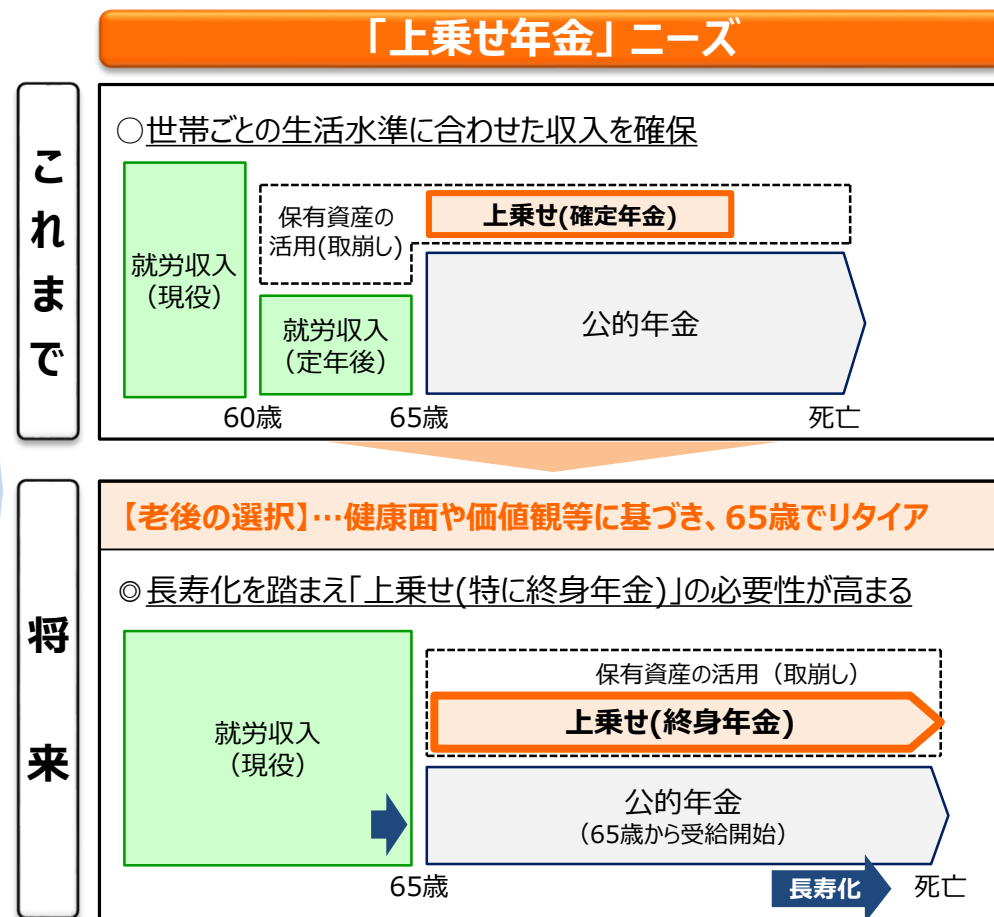 「上乗せ年金」 ニーズ
これまで
○世帯ごとの生活水準に合わせた収入を確保
就労収入
（現役）
保有資産の
活用(取崩し)
上乗せ(確定年金)
就労収入
（定年後）
公的年金
60歳
65歳
死亡
将来
【老後の選択】…健康面や価値観等に基づき、65歳でリタイア
◎長寿化を踏まえ「上乗せ(特に終身年金)」の必要性が高まる
就労収入
（現役）
保有資産の活用（取崩し）
上乗せ(終身年金)
公的年金
（65歳から受給開始）
65歳
長寿化
死亡